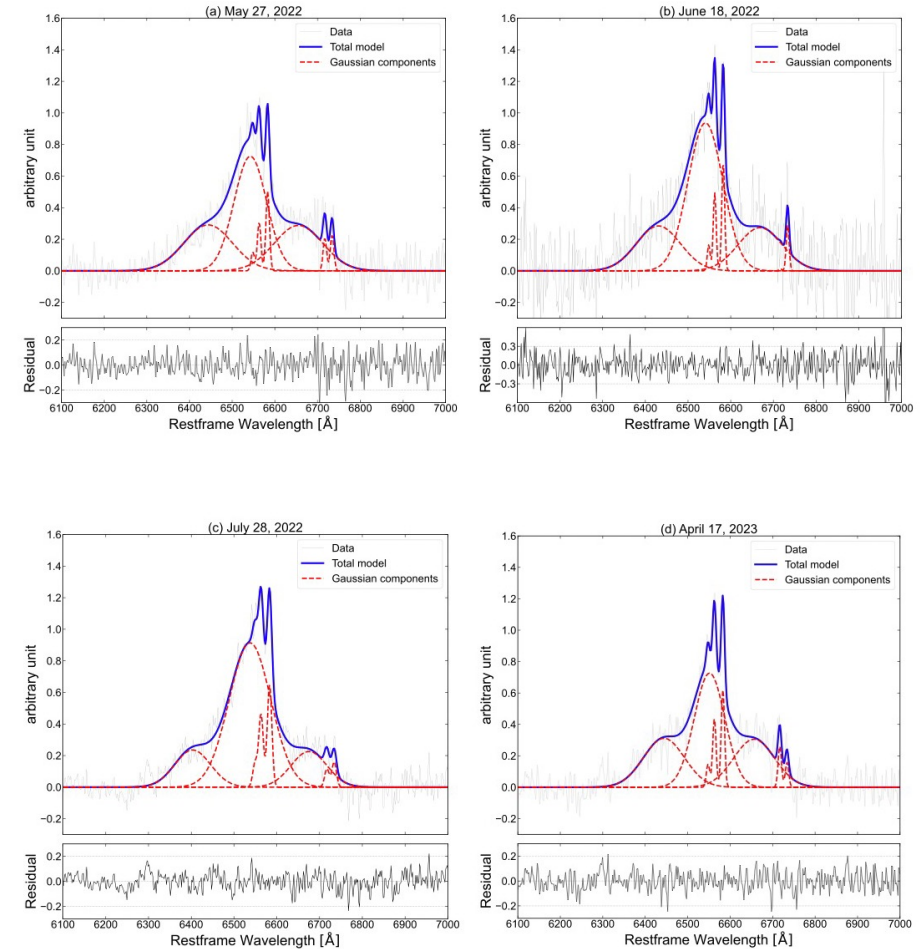 (a) May 27, 2022
1.6
1.4
1.2
1.0
0.8
0.6
0.4
0.2
0.0
−0.2
arbitrary unit
Data
Total model
Gaussian components
0.2
0.0
−0.2
Residual
6100 6200 6300 6400 6500 6600 6700 6800 6900 7000
Restframe Wavelength [Å]
(b) June 18, 2022
1.6
1.4
1.2
1.0
0.8
0.6
0.4
0.2
0.0
−0.2
arbitrary unit
Data
Total model
Gaussian components
0.3
0.0
−0.3
Residual
6100 6200 6300 6400 6500 6600 6700 6800 6900 7000
Restframe Wavelength [Å]
(c) July 28, 2022
1.6
1.4
1.2
1.0
0.8
0.6
0.4
0.2
0.0
−0.2
arbitrary unit
Data
Total model
Gaussian components
0.2
0.0
−0.2
Residual
6100 6200 6300 6400 6500 6600 6700 6800 6900 7000
Restframe Wavelength [Å]
(d) April 17, 2023
1.6
1.4
1.2
1.0
0.8
0.6
0.4
0.2
0.0
−0.2
arbitrary unit
Data
Total model
Gaussian components
0.2
0.0
−0.2
Residual
6100 6200 6300 6400 6500 6600 6700 6800 6900 7000
Restframe Wavelength [Å]